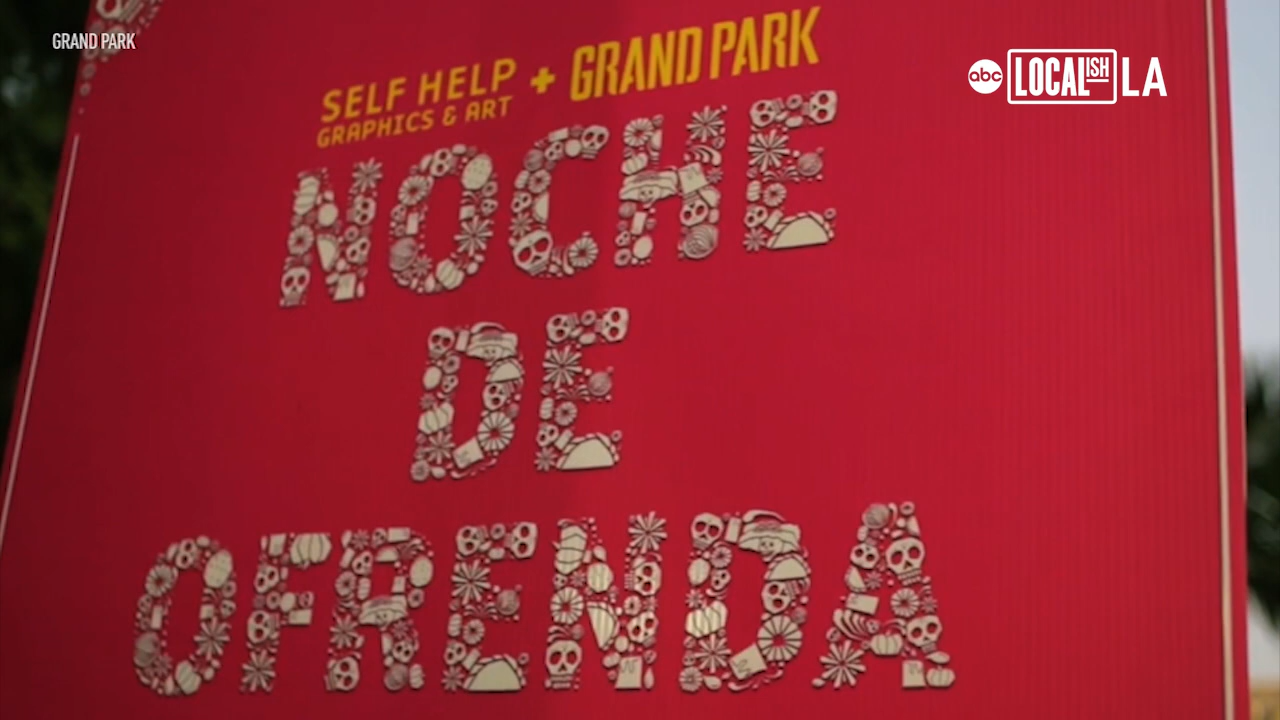 GRAND PARK
abc LOCALISH LA
SELF HELP + GRAND PARK
GRAPHICS & ART
NOCHE
DE
OFRENDA